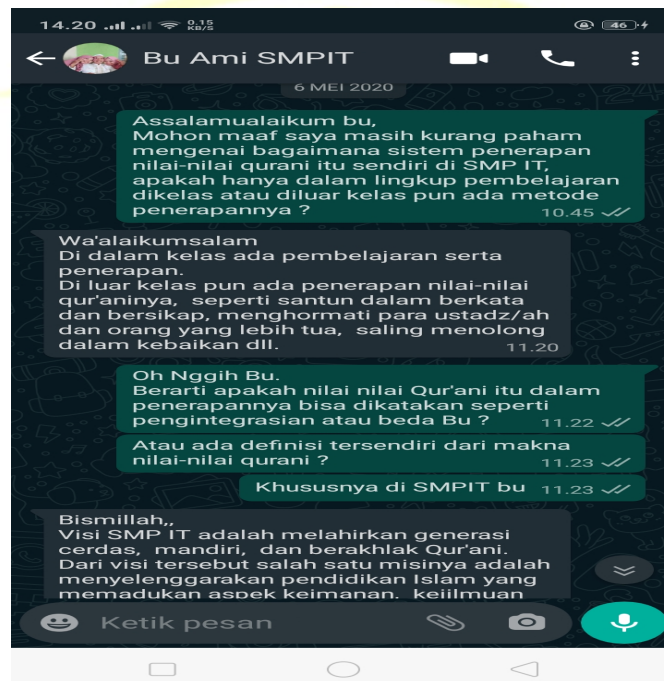 14.20 0,15 KB/S 46
Bu Ami SMPIT
6 MEI 2020
Assalamualaikum bu,
Mohon maaf saya masih kurang paham
mengenai bagaimana sistem penerapan
nilai-nilai qurani itu sendiri di SMP IT,
apakah hanya dalam lingkup pembelajaran
dikelas atau diluar kelas pun ada metode
penerapannya ? 10.45
Wa'alaikumsalam
Di dalam kelas ada pembelajaran serta
penerapan.
Di luar kelas pun ada penerapan nilai-nilai
qur'aninya, seperti santun dalam berkata
dan bersikap, menghormati para ustadz/ah
dan orang yang lebih tua, saling menolong
dalam kebaikan dll. 11.20
Oh Nggih Bu.
Berarti apakah nilai nilai Qur'ani itu dalam
penerapannya bisa dikatakan seperti
pengintegrasian atau beda Bu ? 11.22
Atau ada definisi tersendiri dari makna
nilai-nilai qurani ? 11.23
Khususnya di SMPIT bu 11.23
Bismillah,,
Visi SMP IT adalah melahirkan generasi
cerdas, mandiri, dan berakhlak Qur'ani.
Dari visi tersebut salah satu misinya adalah
menyelenggarakan pendidikan Islam yang
memadukan aspek keimanan, keiilmuan
Ketik pesan